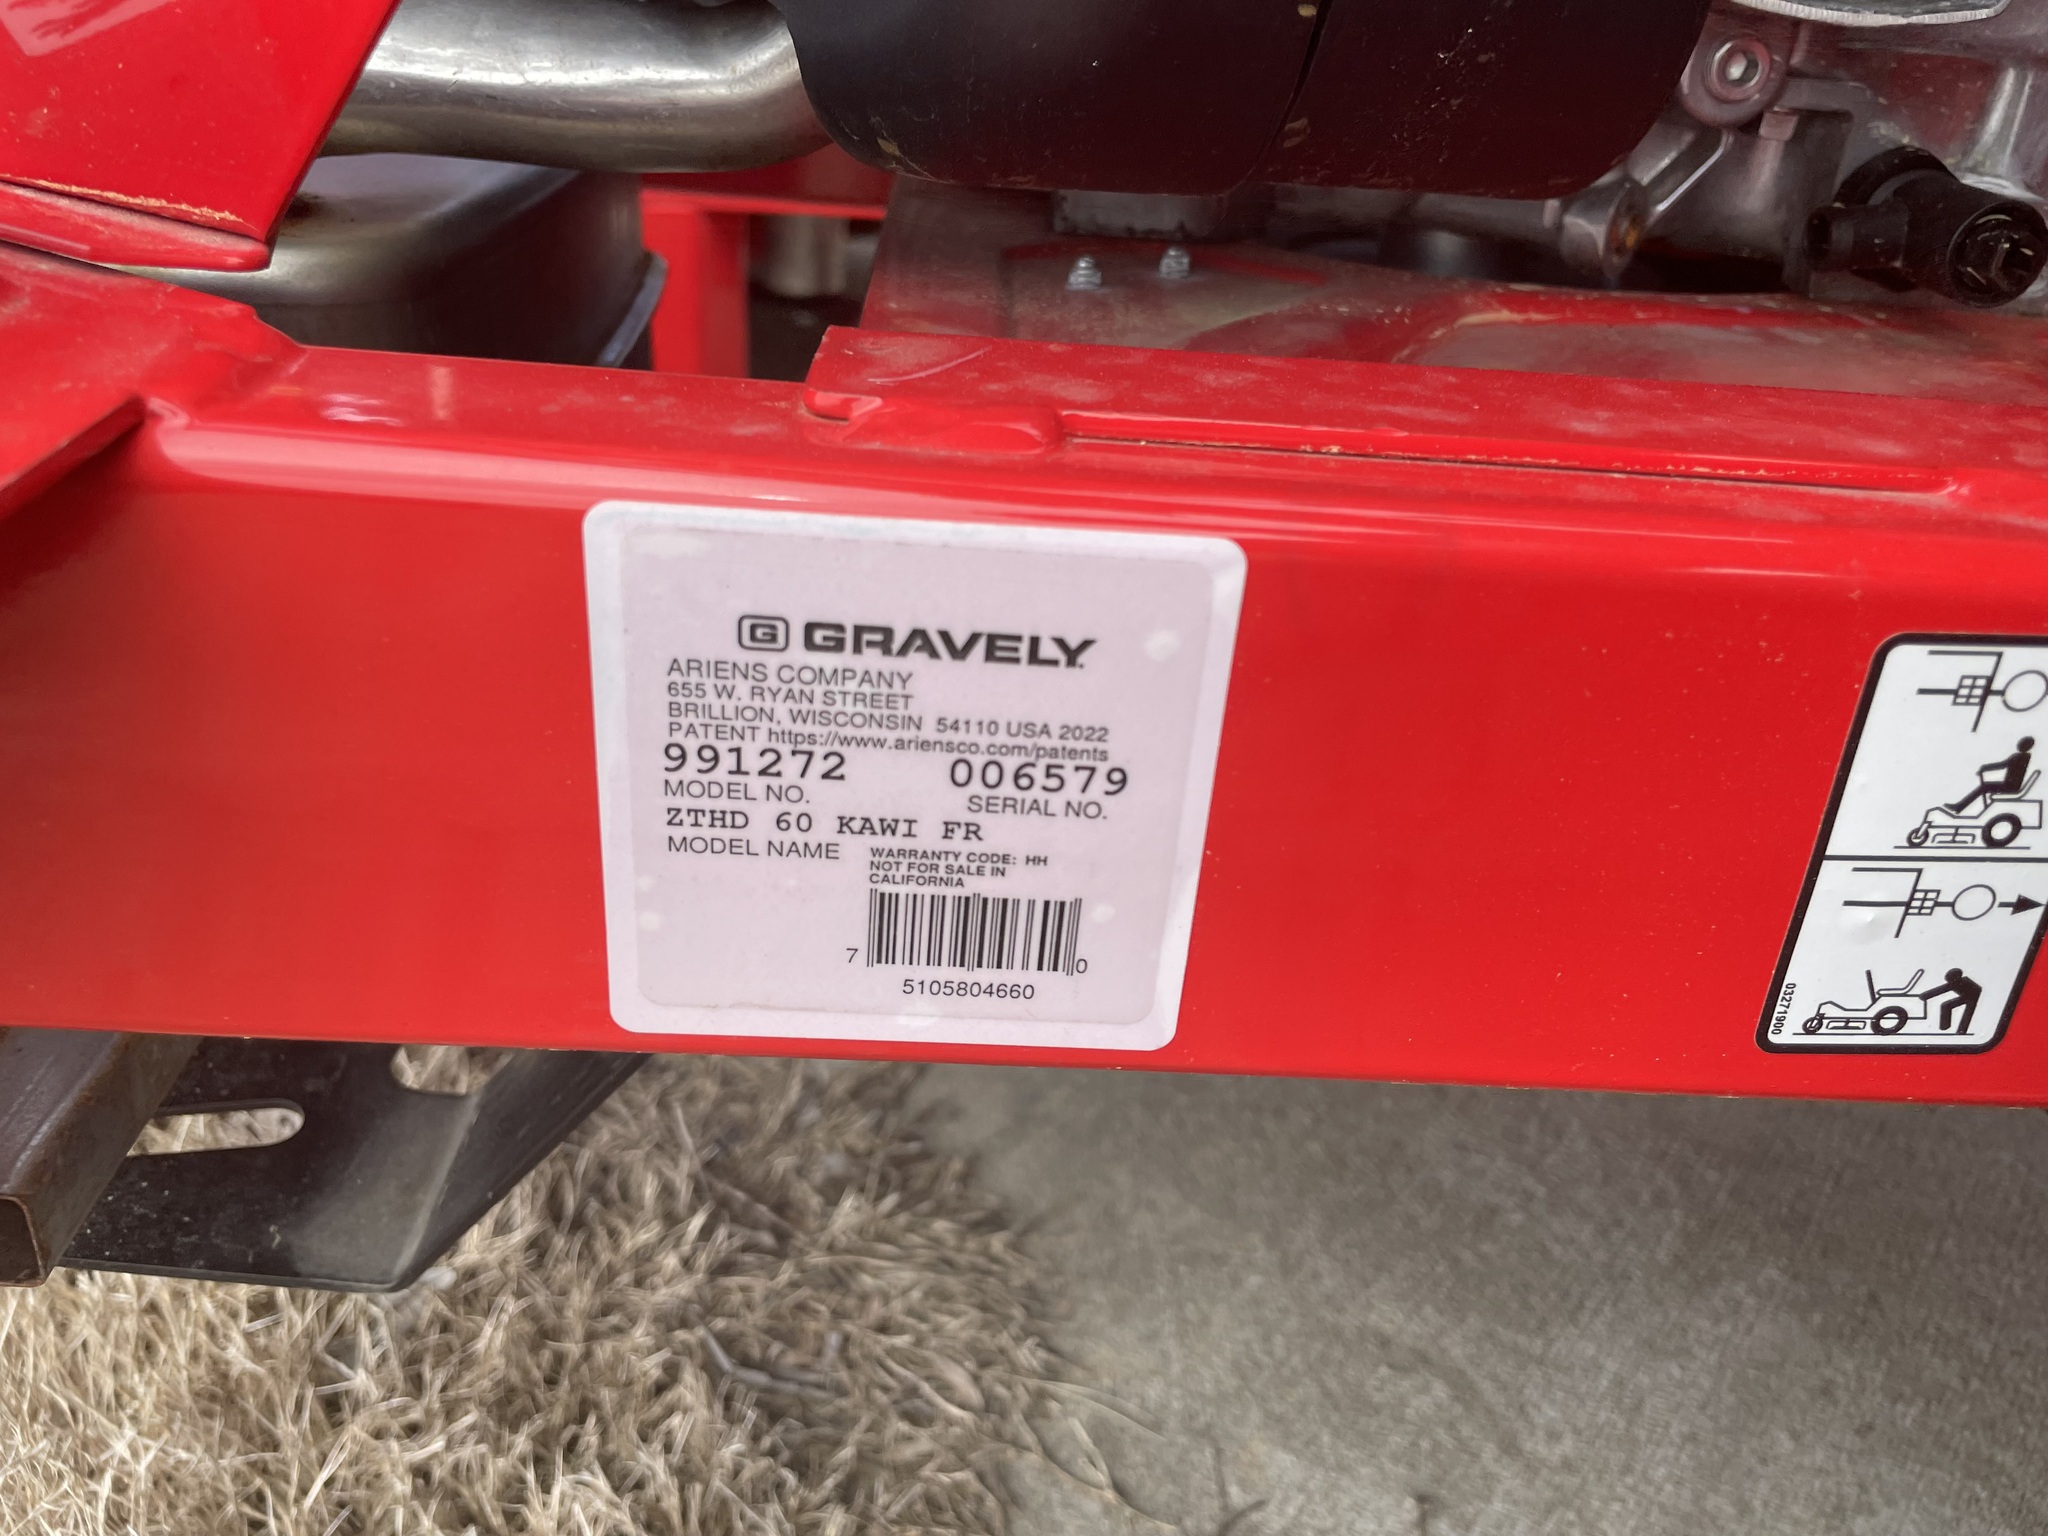 G GRAVELY
ARIENS COMPANY
655 W. RYAN STREET
BRILLION, WISCONSIN 54110 USA 2022
PATENT https://www.ariensco.com/patents
991272 006579
MODEL NO. SERIAL NO.
ZTHD 60 KAWI FR
MODEL NAME
WARRANTY CODE: HH
NOT FOR SALE IN
CALIFORNIA
7 0
5105804660
03271900